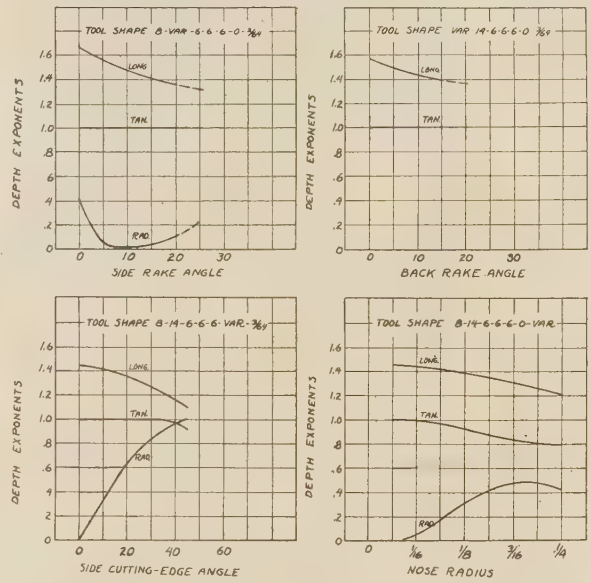 TOOL SHAPE 8-VAR-6-6-6-0-3/64
DEPTH EXPONENTS
1.6
1.4
1.2
1.0
.8
.6
.4
.2
0
LONG.
TAN.
RAD.
0 10 20 30
SIDE RAKE ANGLE
TOOL SHAPE VAR 14-6-6-6-0 3/64
DEPTH EXPONENTS
1.6
1.4
1.2
1.0
.8
.6
.4
.2
0
LONG.
TAN.
0 10 20 30
BACK RAKE ANGLE
TOOL SHAPE 8-14-6-6-6-VAR-3/64
DEPTH EXPONENTS
1.6
1.4
1.2
1.0
.8
.6
.4
.2
0
LONG.
TAN.
RAD.
0 20 40 60
SIDE CUTTING-EDGE ANGLE
TOOL SHAPE 8-14-6-6-6-0-VAR.
DEPTH EXPONENTS
1.6
1.4
1.2
1.0
.8
.6
.4
.2
0
LONG.
TAN.
RAD.
0 1/16 1/8 3/16 1/4
NOSE RADIUS